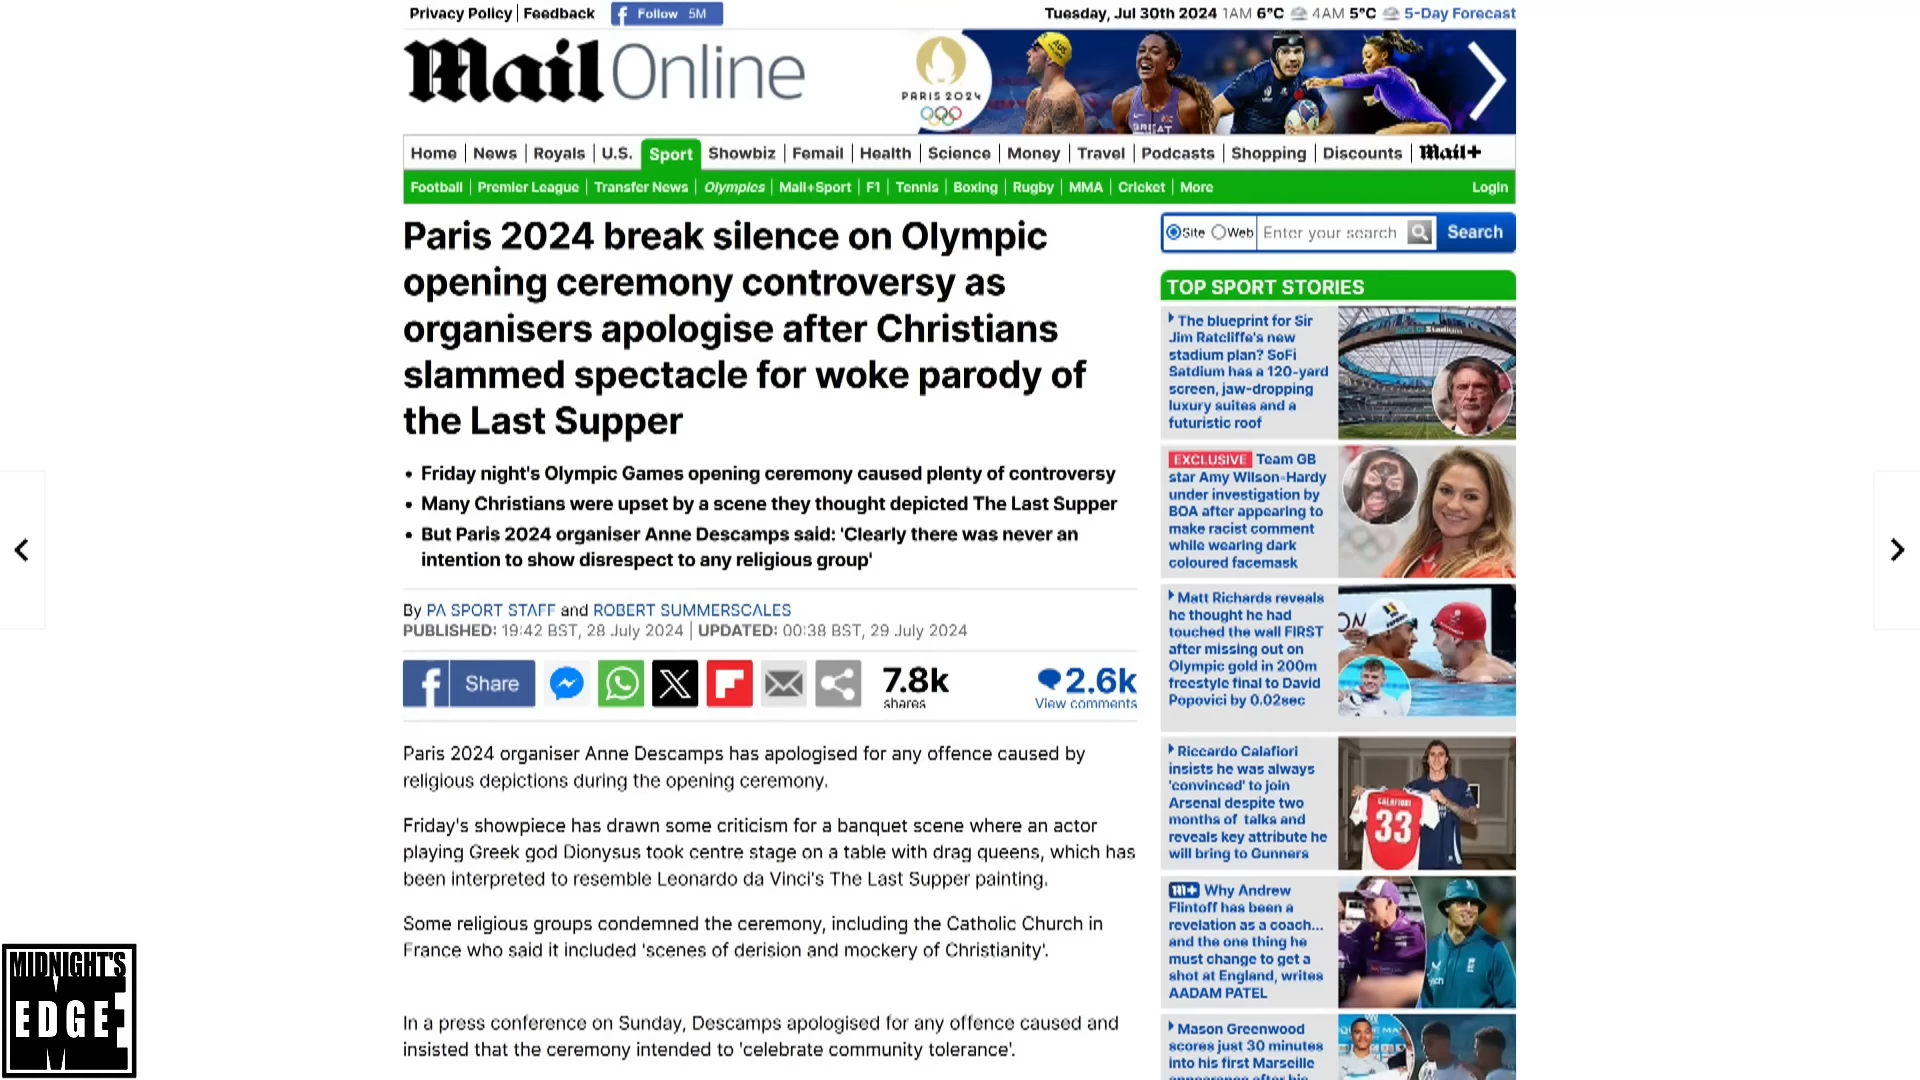 Privacy Policy | Feedback
Follow 5M
Tuesday, Jul 30th 2024 1AM 6°C 4AM 5°C 5-Day Forecast
Mail Online
PARIS 2024
Home | News | Royals | U.S. | Sport | Showbiz | Femail | Health | Science | Money | Travel | Podcasts | Shopping | Discounts | Mail+
Football | Premier League | Transfer News | Olympics | Mail+Sport | F1 | Tennis | Boxing | Rugby | MMA | Cricket | More
Login
Paris 2024 break silence on Olympic
opening ceremony controversy as
organisers apologise after Christians
slammed spectacle for woke parody of
the Last Supper
• Friday night's Olympic Games opening ceremony caused plenty of controversy
• Many Christians were upset by a scene they thought depicted The Last Supper
• But Paris 2024 organiser Anne Descamps said: 'Clearly there was never an
intention to show disrespect to any religious group'
By PA SPORT STAFF and ROBERT SUMMERSCALES
PUBLISHED: 19:42 BST, 28 July 2024 | UPDATED: 00:38 BST, 29 July 2024
Share
7.8k
shares
2.6k
View comments
Paris 2024 organiser Anne Descamps has apologised for any offence caused by
religious depictions during the opening ceremony.
Friday's showpiece has drawn some criticism for a banquet scene where an actor
playing Greek god Dionysus took centre stage on a table with drag queens, which has
been interpreted to resemble Leonardo da Vinci's The Last Supper painting.
Some religious groups condemned the ceremony, including the Catholic Church in
France who said it included 'scenes of derision and mockery of Christianity'.
In a press conference on Sunday, Descamps apologised for any offence caused and
insisted that the ceremony intended to 'celebrate community tolerance'.
Site Web Enter your search Search
TOP SPORT STORIES
The blueprint for Sir
Jim Ratcliffe's new
stadium plan? SoFi
Satdium has a 120-yard
screen, jaw-dropping
luxury suites and a
futuristic roof
EXCLUSIVE Team GB
star Amy Wilson-Hardy
under investigation by
BOA after appearing to
make racist comment
while wearing dark
coloured facemask
Matt Richards reveals
he thought he had
touched the wall FIRST
after missing out on
Olympic gold in 200m
freestyle final to David
Popovici by 0.02sec
Riccardo Calafiori
insists he was always
'convinced' to join
Arsenal despite two
months of talks and
reveals key attribute he
will bring to Gunners
CALAFIORI
33
M+ Why Andrew
Flintoff has been a
revelation as a coach...
and the one thing he
must change to get a
shot at England, writes
AADAM PATEL
Mason Greenwood
scores just 30 minutes
into his first Marseille
appearance after his
MIDNIGHT'S
EDGE